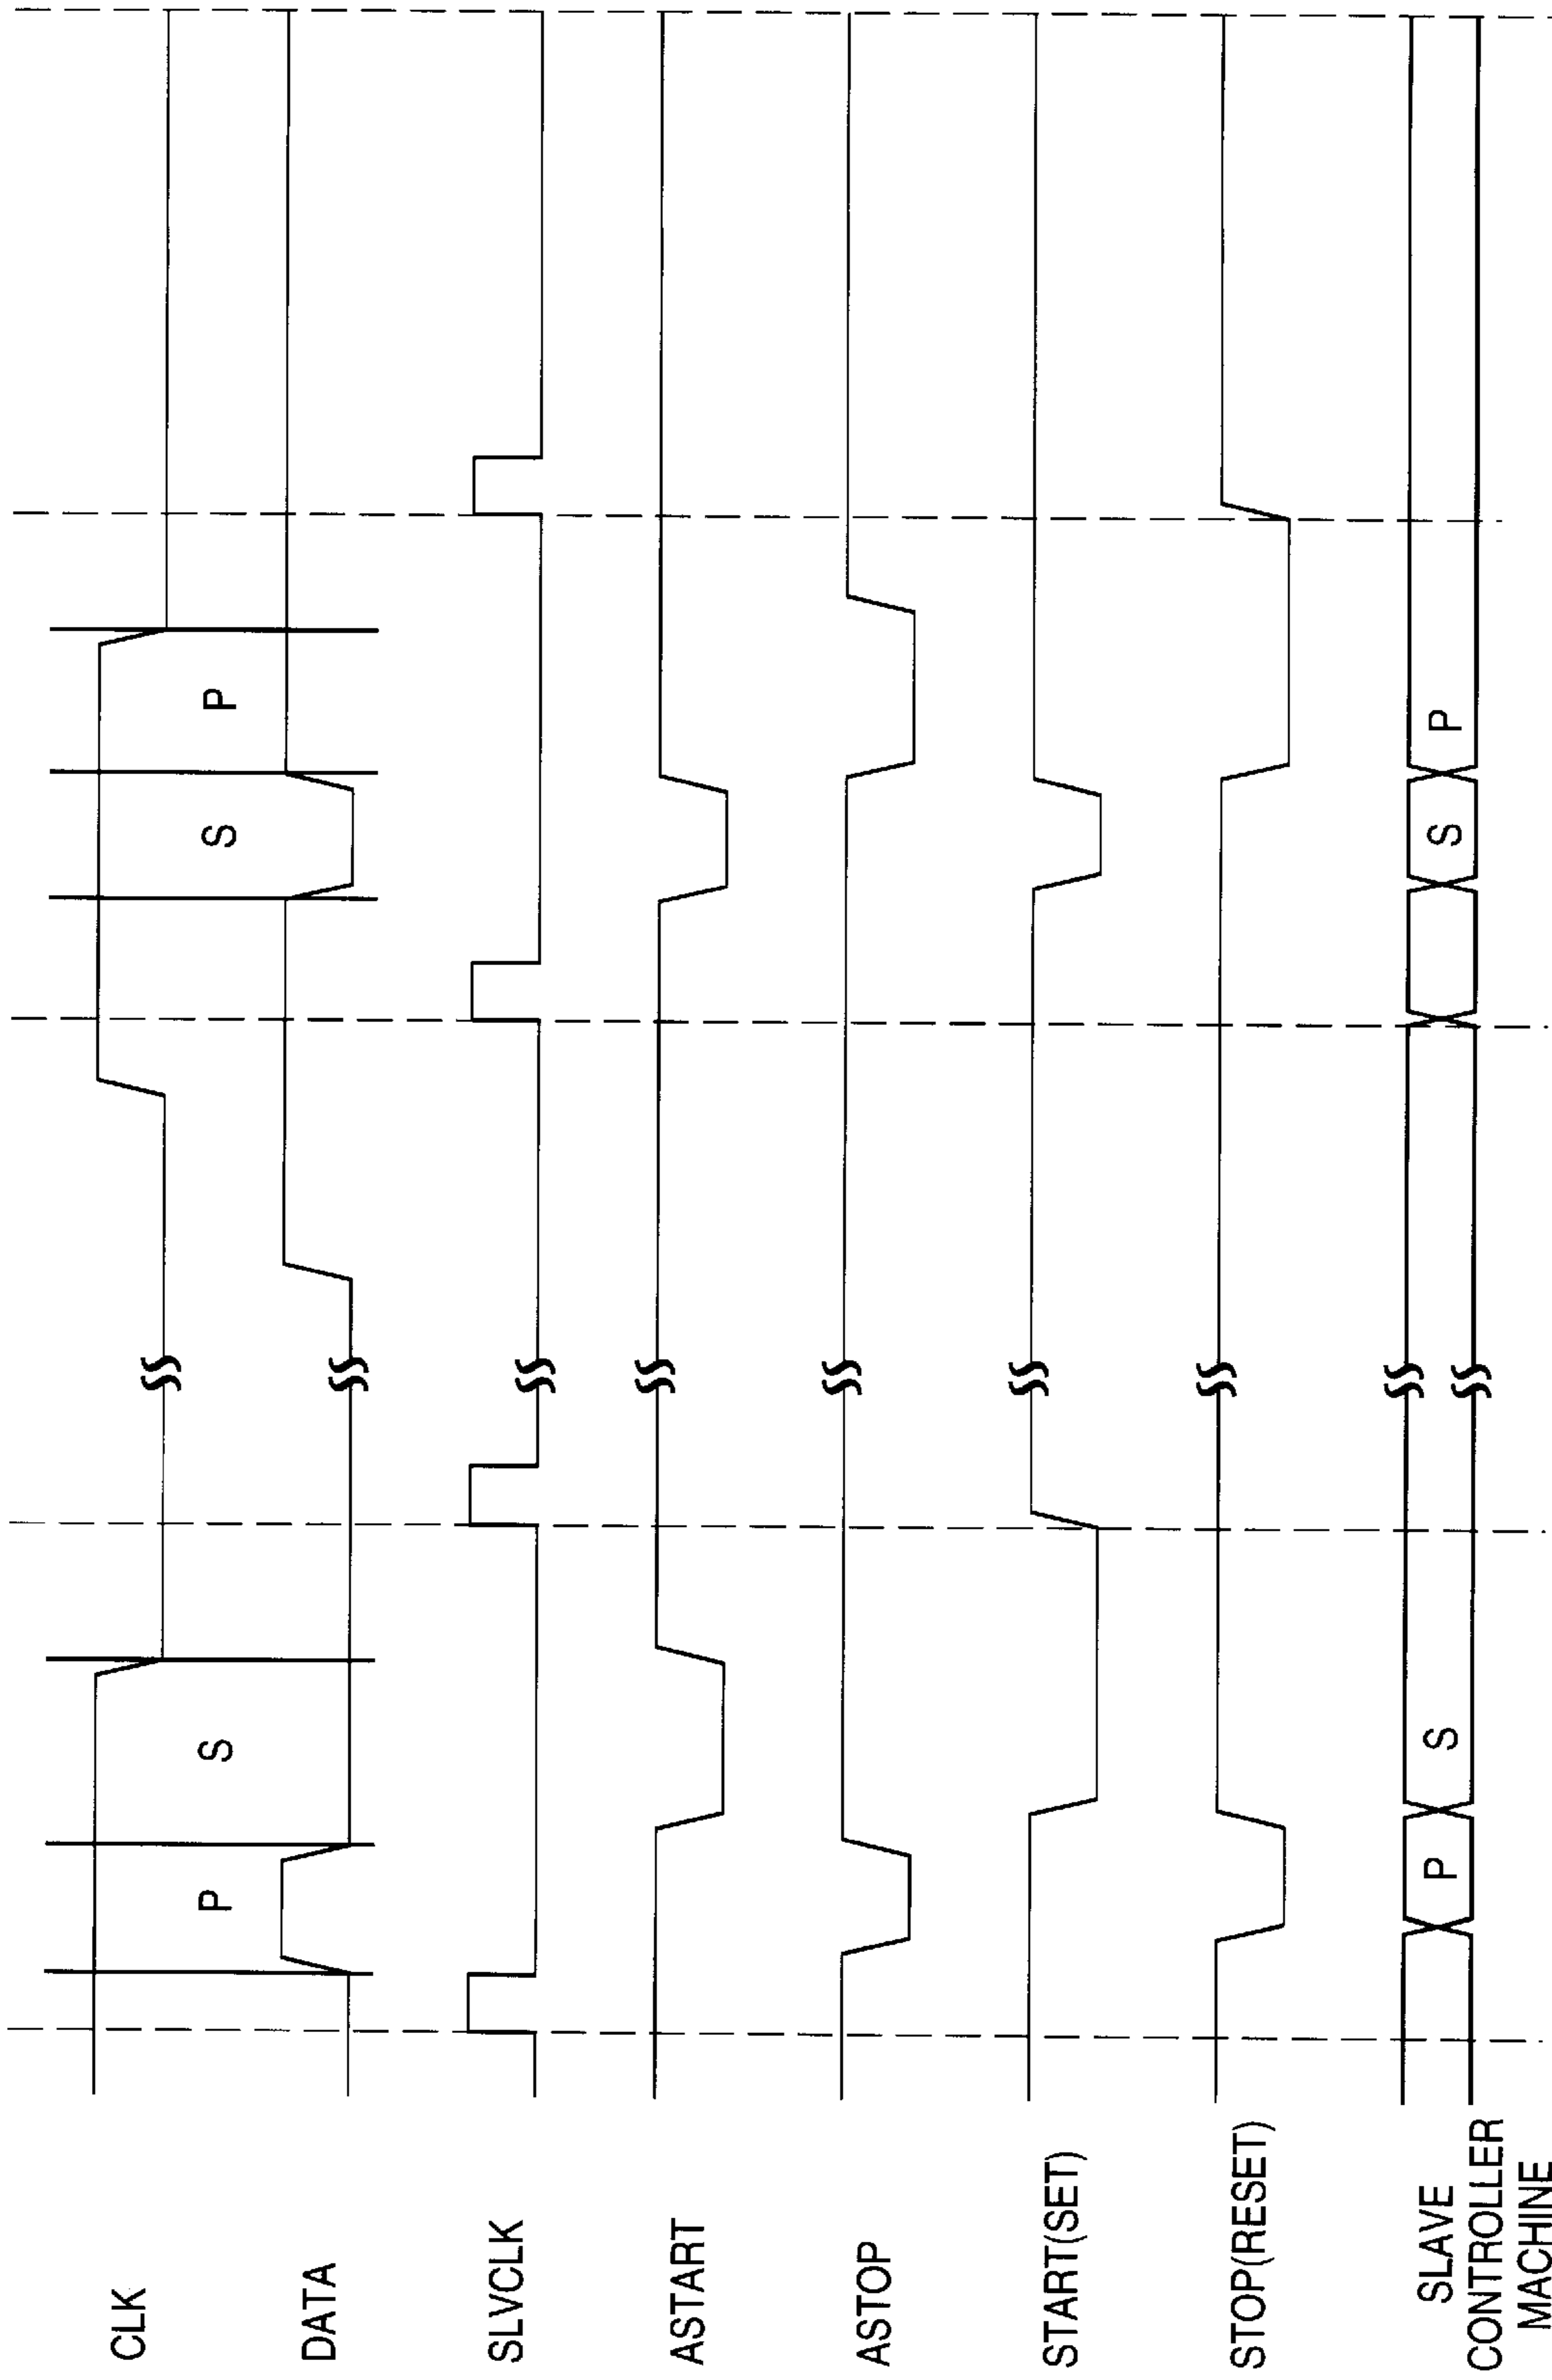 CLK
P
S
S
P
DATA
SLVCLK
ASTART
ASTOP
START(SET)
STOP(RESET)
SLAVE
CONTROLLER
MACHINE
P
S
S
P